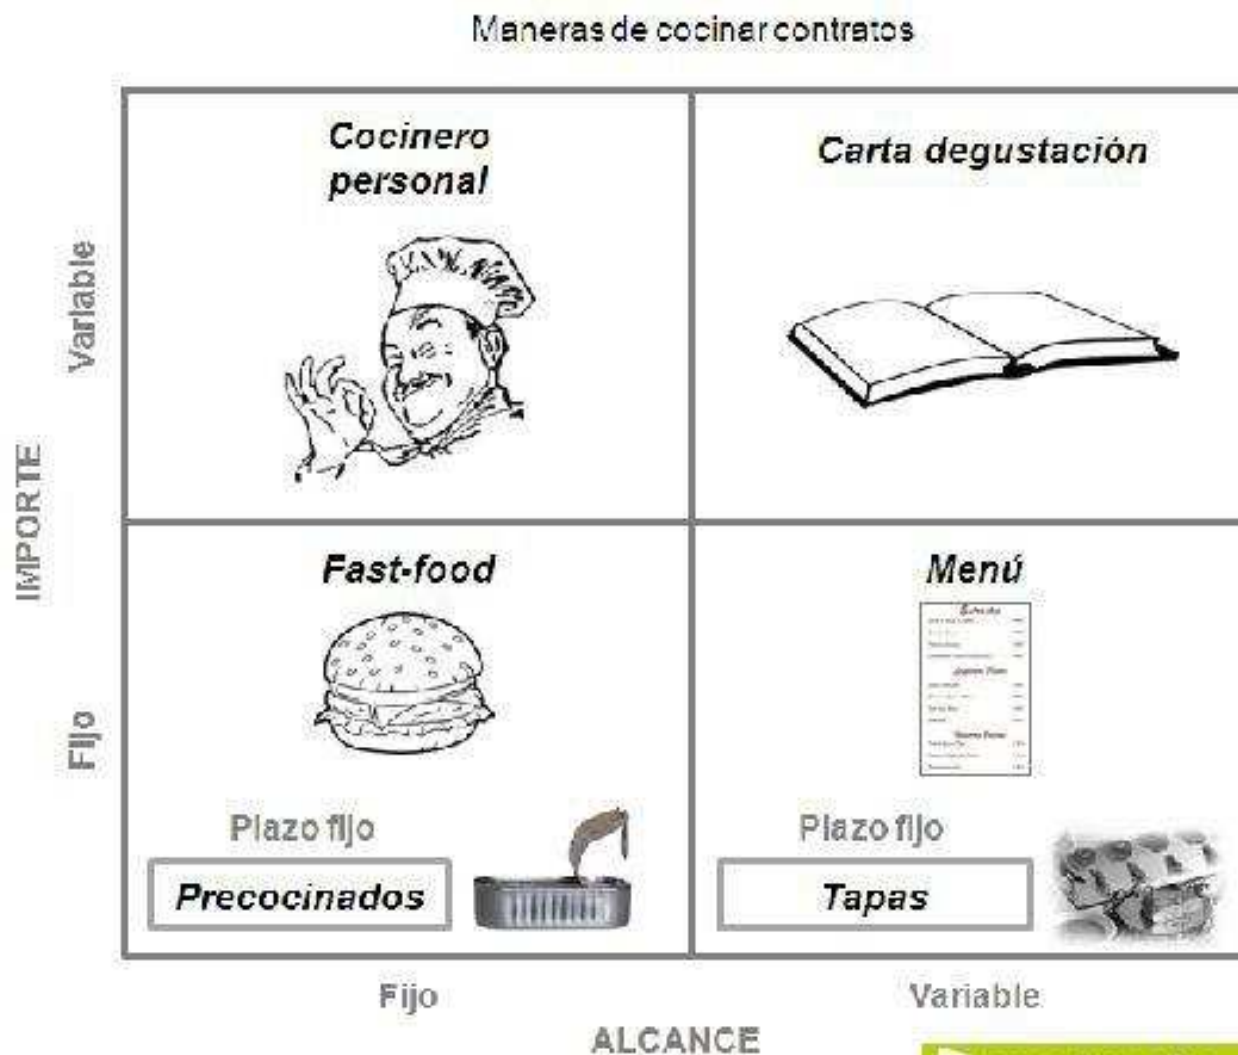 Maneras de cocinar contratos
Cocinero
personal
Carta degustación
Variable
IMPORTE
Fast-food
Menú
Fijo
Plazo fijo
Plazo fijo
Precocinados
Tapas
Fijo
Variable
ALCANCE